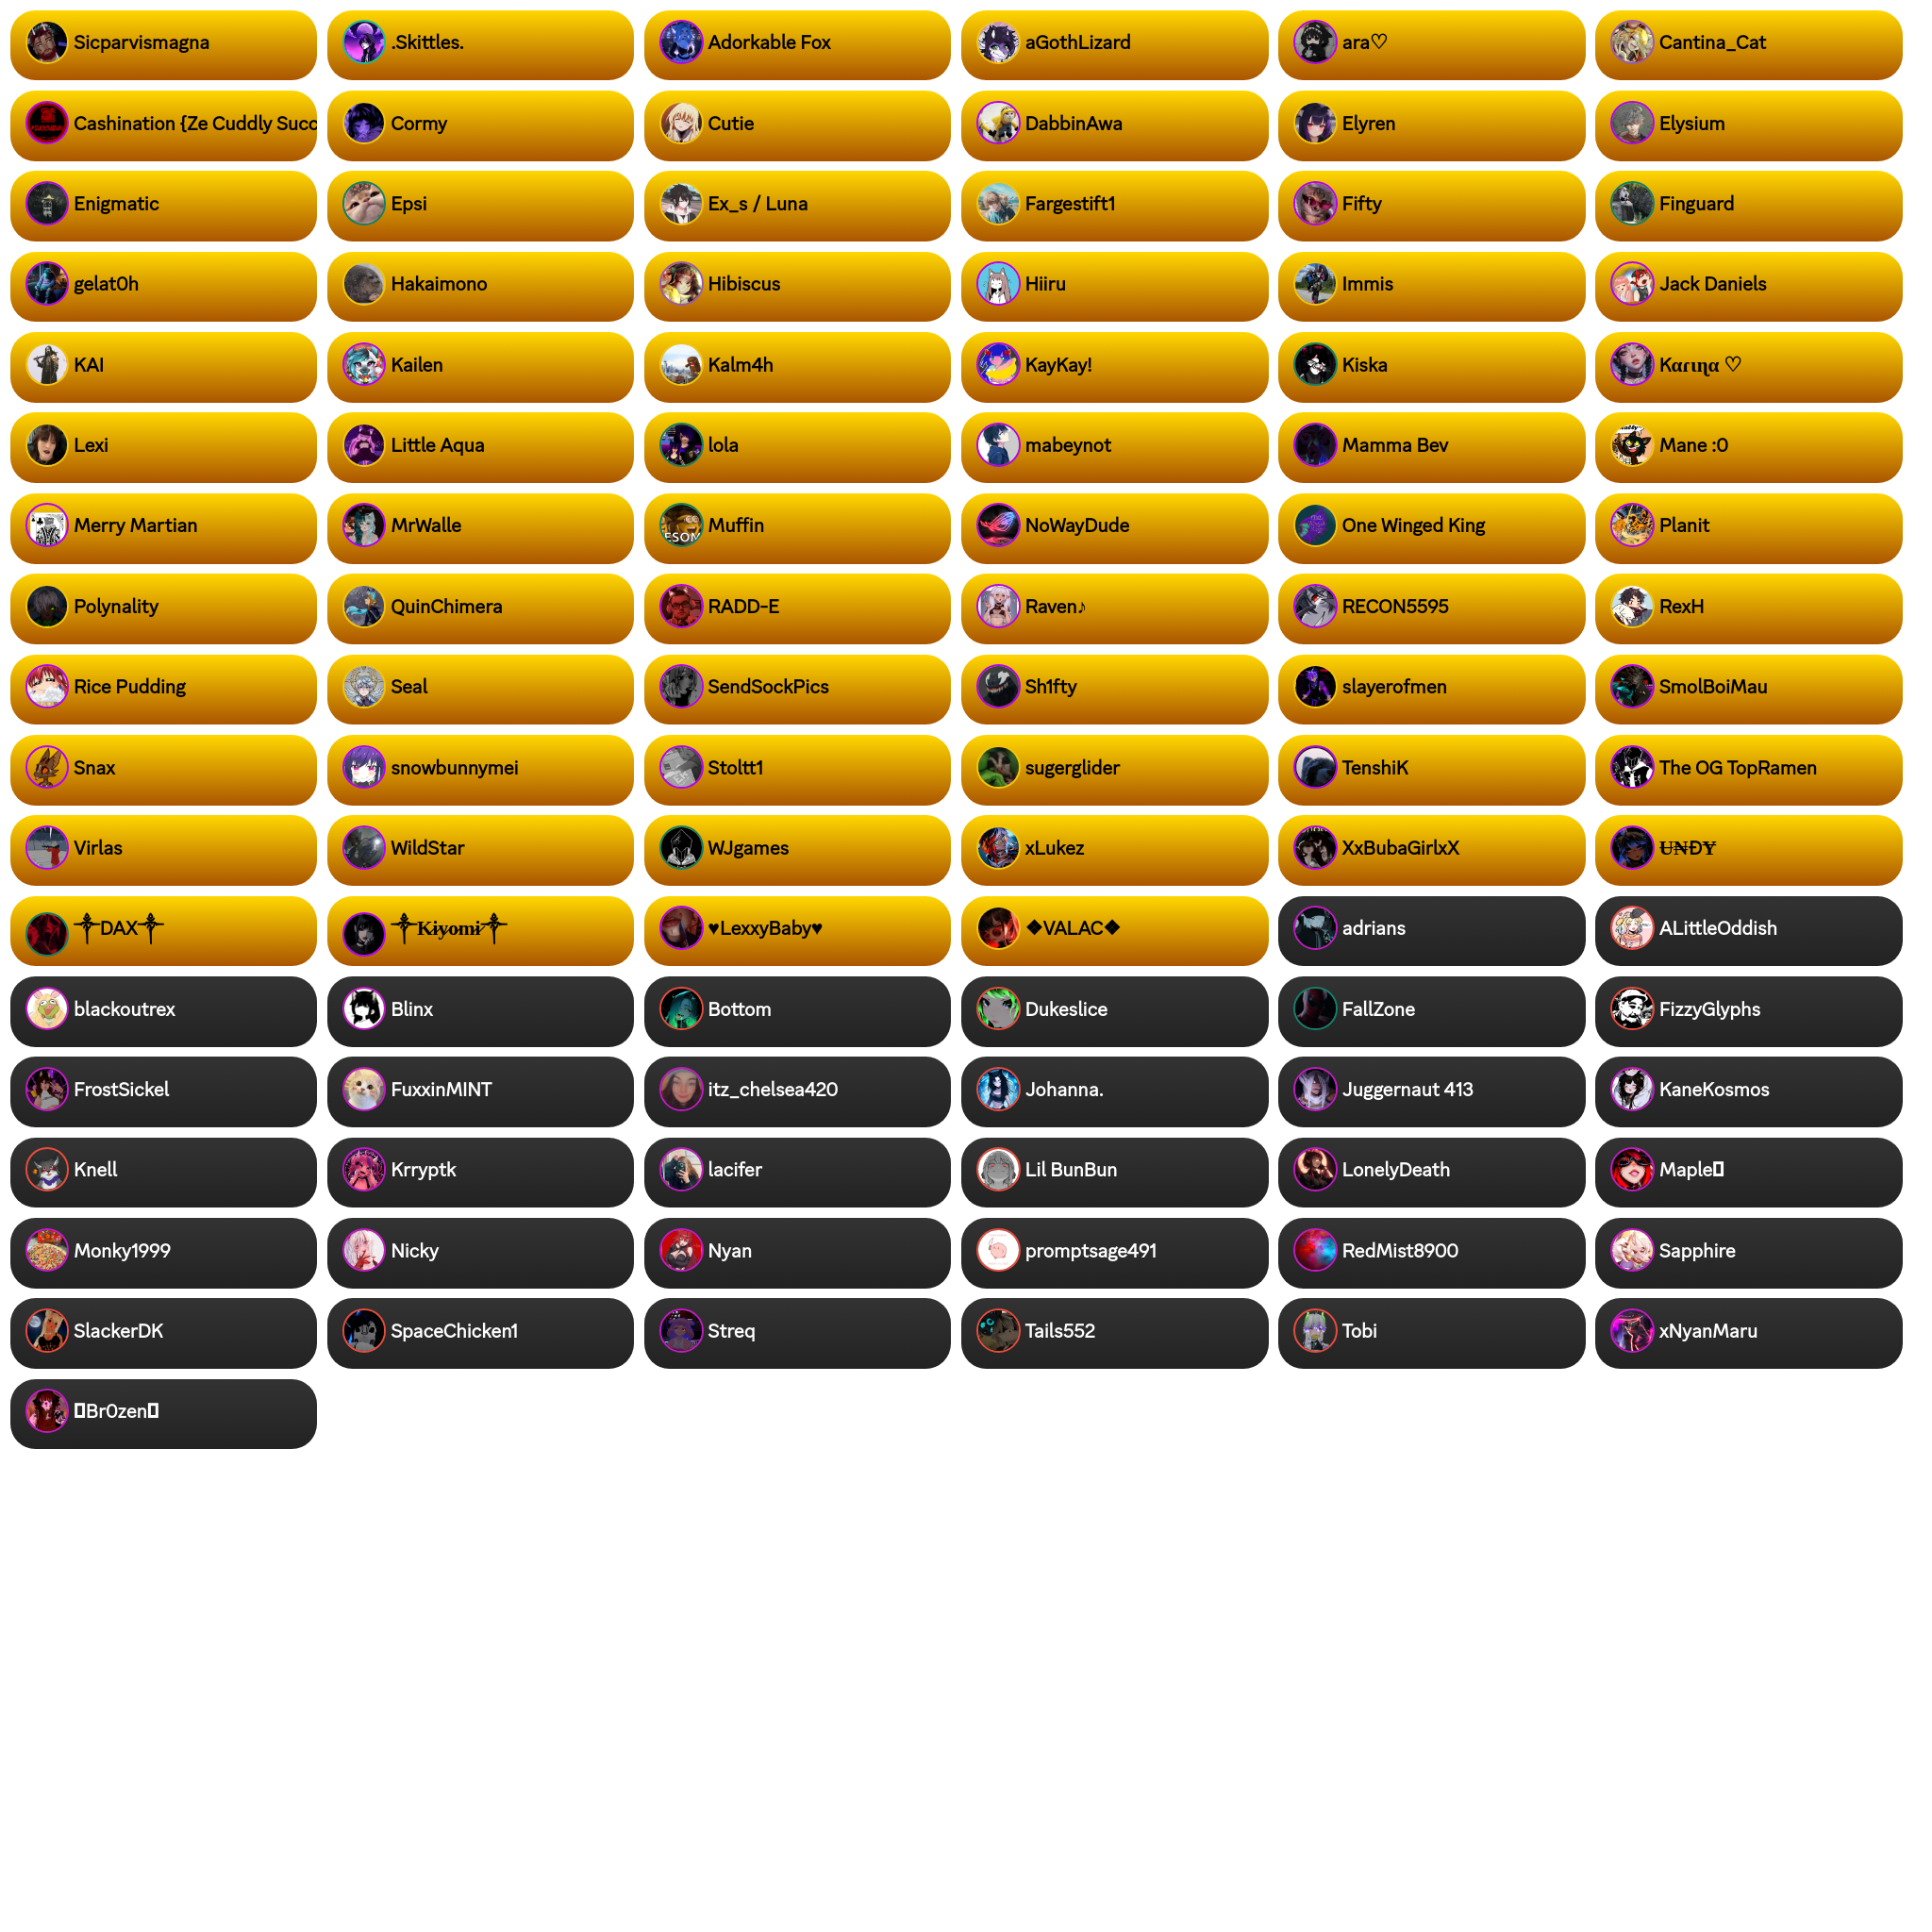 Sicparvismagna
.Skittles.
Adorkable Fox
aGothLizard
ara♡
Cantina_Cat
Cashination {Ze Cuddly Succ
Cormy
Cutie
DabbinAwa
Elyren
Elysium
Enigmatic
Epsi
Ex_s / Luna
Fargestift1
Fifty
Finguard
gelat0h
Hakaimono
Hibiscus
Hiiru
Immis
Jack Daniels
KAI
Kailen
Kalm4h
KayKay!
Kiska
Kαɾιɳα ♡
Lexi
Little Aqua
lola
mabeynot
Mamma Bev
Mane :0
Merry Martian
MrWalle
Muffin
ESOM
NoWayDude
One Winged King
Planit
Polynality
QuinChimera
RADD-E
Raven♪
RECON5595
RexH
Rice Pudding
Seal
SendSockPics
Sh1fty
slayerofmen
SmolBoiMau
Snax
snowbunnymei
Stoltt1
sugerglider
TenshiK
The OG TopRamen
Virlas
WildStar
WJgames
xLukez
XxBubaGirlxX
U̶N̶D̶Y̶
⸸DAX⸸
⸸K̷i̷y̷o̷m̷i̷⸸
♥LexxyBaby♥
❖VALAC❖
adrians
ALittleOddish
blackoutrex
Blinx
Bottom
Dukeslice
FallZone
FizzyGlyphs
FrostSickel
FuxxinMINT
itz_chelsea420
Johanna.
Juggernaut 413
KaneKosmos
Knell
Krryptk
lacifer
Lil BunBun
LonelyDeath
Maple
Monky1999
Nicky
Nyan
promptsage491
RedMist8900
Sapphire
SlackerDK
SpaceChicken1
Streq
Tails552
Tobi
xNyanMaru
Br0zen